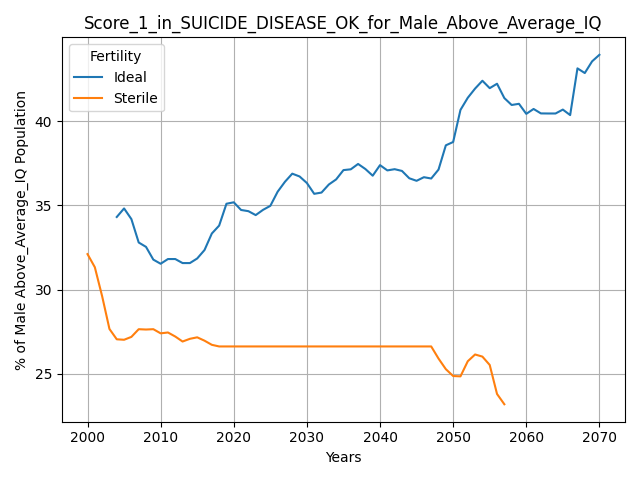 Score_1_in_SUICIDE_DISEASE_OK_for_Male_Above_Average_IQ
Fertility
Ideal
Sterile
% of Male Above_Average_IQ Population
40
35
30
25
2000 2010 2020 2030 2040 2050 2060 2070
Years